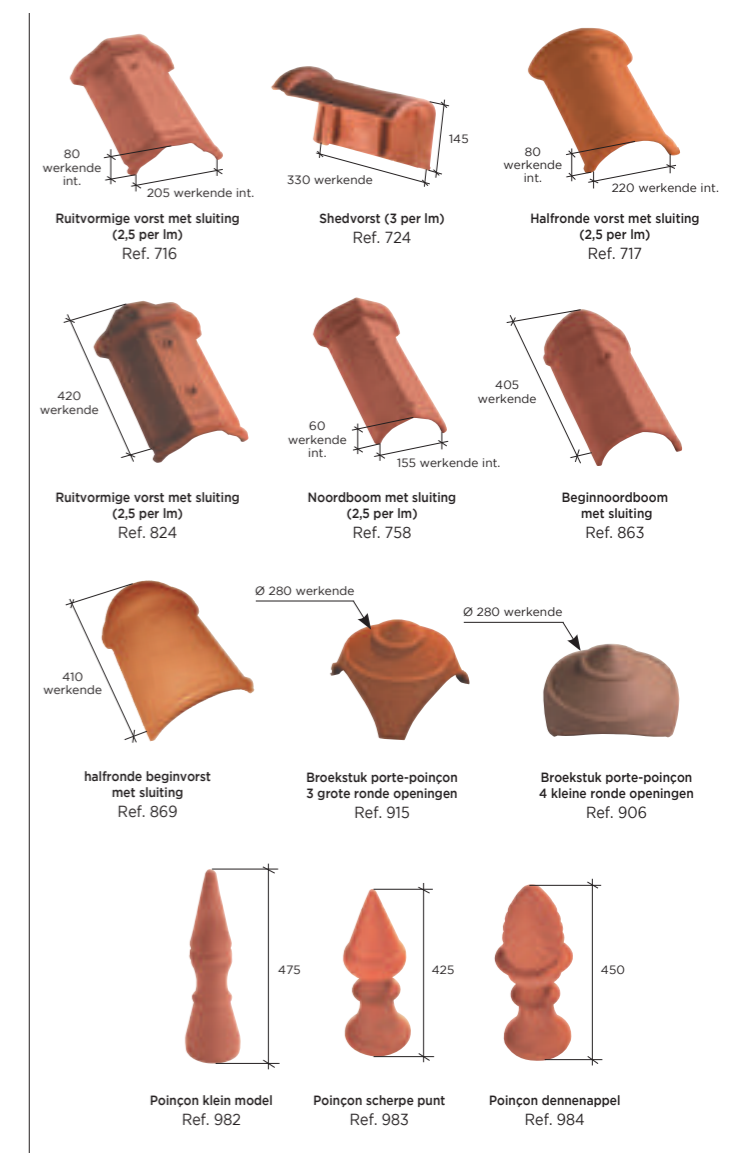 80
werkende
int.
205 werkende int.
Ruitvormige vorst met sluiting
(2,5 per lm)
Ref. 716
145
330 werkende
Shedvorst (3 per lm)
Ref. 724
80
werkende
int.
220 werkende int.
Halfronde vorst met sluiting
(2,5 per lm)
Ref. 717
420
werkende
Ruitvormige vorst met sluiting
(2,5 per lm)
Ref. 824
60
werkende
int.
155 werkende int.
Noordboom met sluiting
(2,5 per lm)
Ref. 758
405
werkende
Beginnoordboom
met sluiting
Ref. 863
410
werkende
halfronde beginvorst
met sluiting
Ref. 869
Ø 280 werkende
Broekstuk porte-poinçon
3 grote ronde openingen
Ref. 915
Ø 280 werkende
Broekstuk porte-poinçon
4 kleine ronde openingen
Ref. 906
475
Poinçon klein model
Ref. 982
425
Poinçon scherpe punt
Ref. 983
450
Poinçon dennenappel
Ref. 984